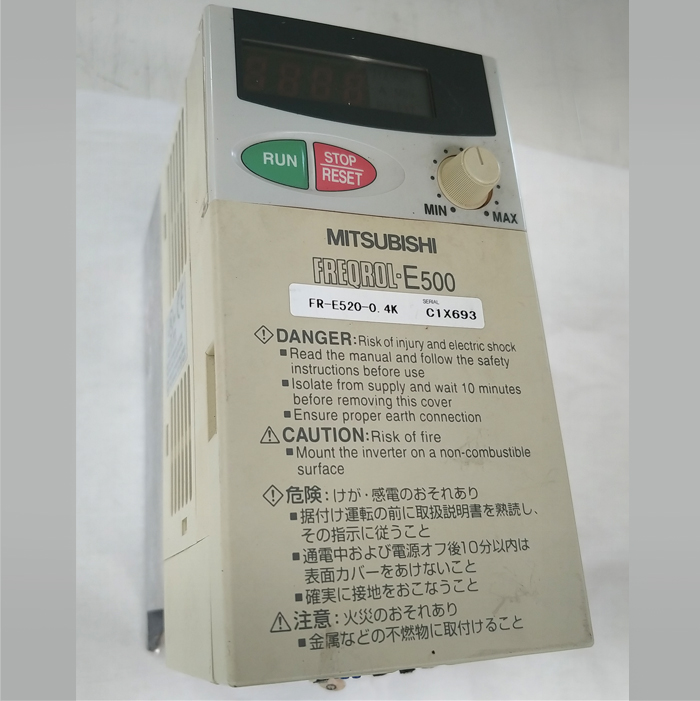 RUN
STOP
RESET
MIN
MAX
MITSUBISHI
FREQROL-E500
FR-E520-0.4K
SERIAL
C1X693
DANGER: Risk of injury and electric shock
■ Read the manual and follow the safety
instructions before use
■ Isolate from supply and wait 10 minutes
before removing this cover
■ Ensure proper earth connection
CAUTION: Risk of fire
■ Mount the inverter on a non-combustible
surface
危険：けが・感電のおそれあり
■ 据付け運転の前に取扱説明書を熟読し、
その指示に従うこと
■ 通電中および電源オフ後10分以内は
表面カバーをあけないこと
■ 確実に接地をおこなうこと
注意：火災のおそれあり
■ 金属などの不燃物に取付けること